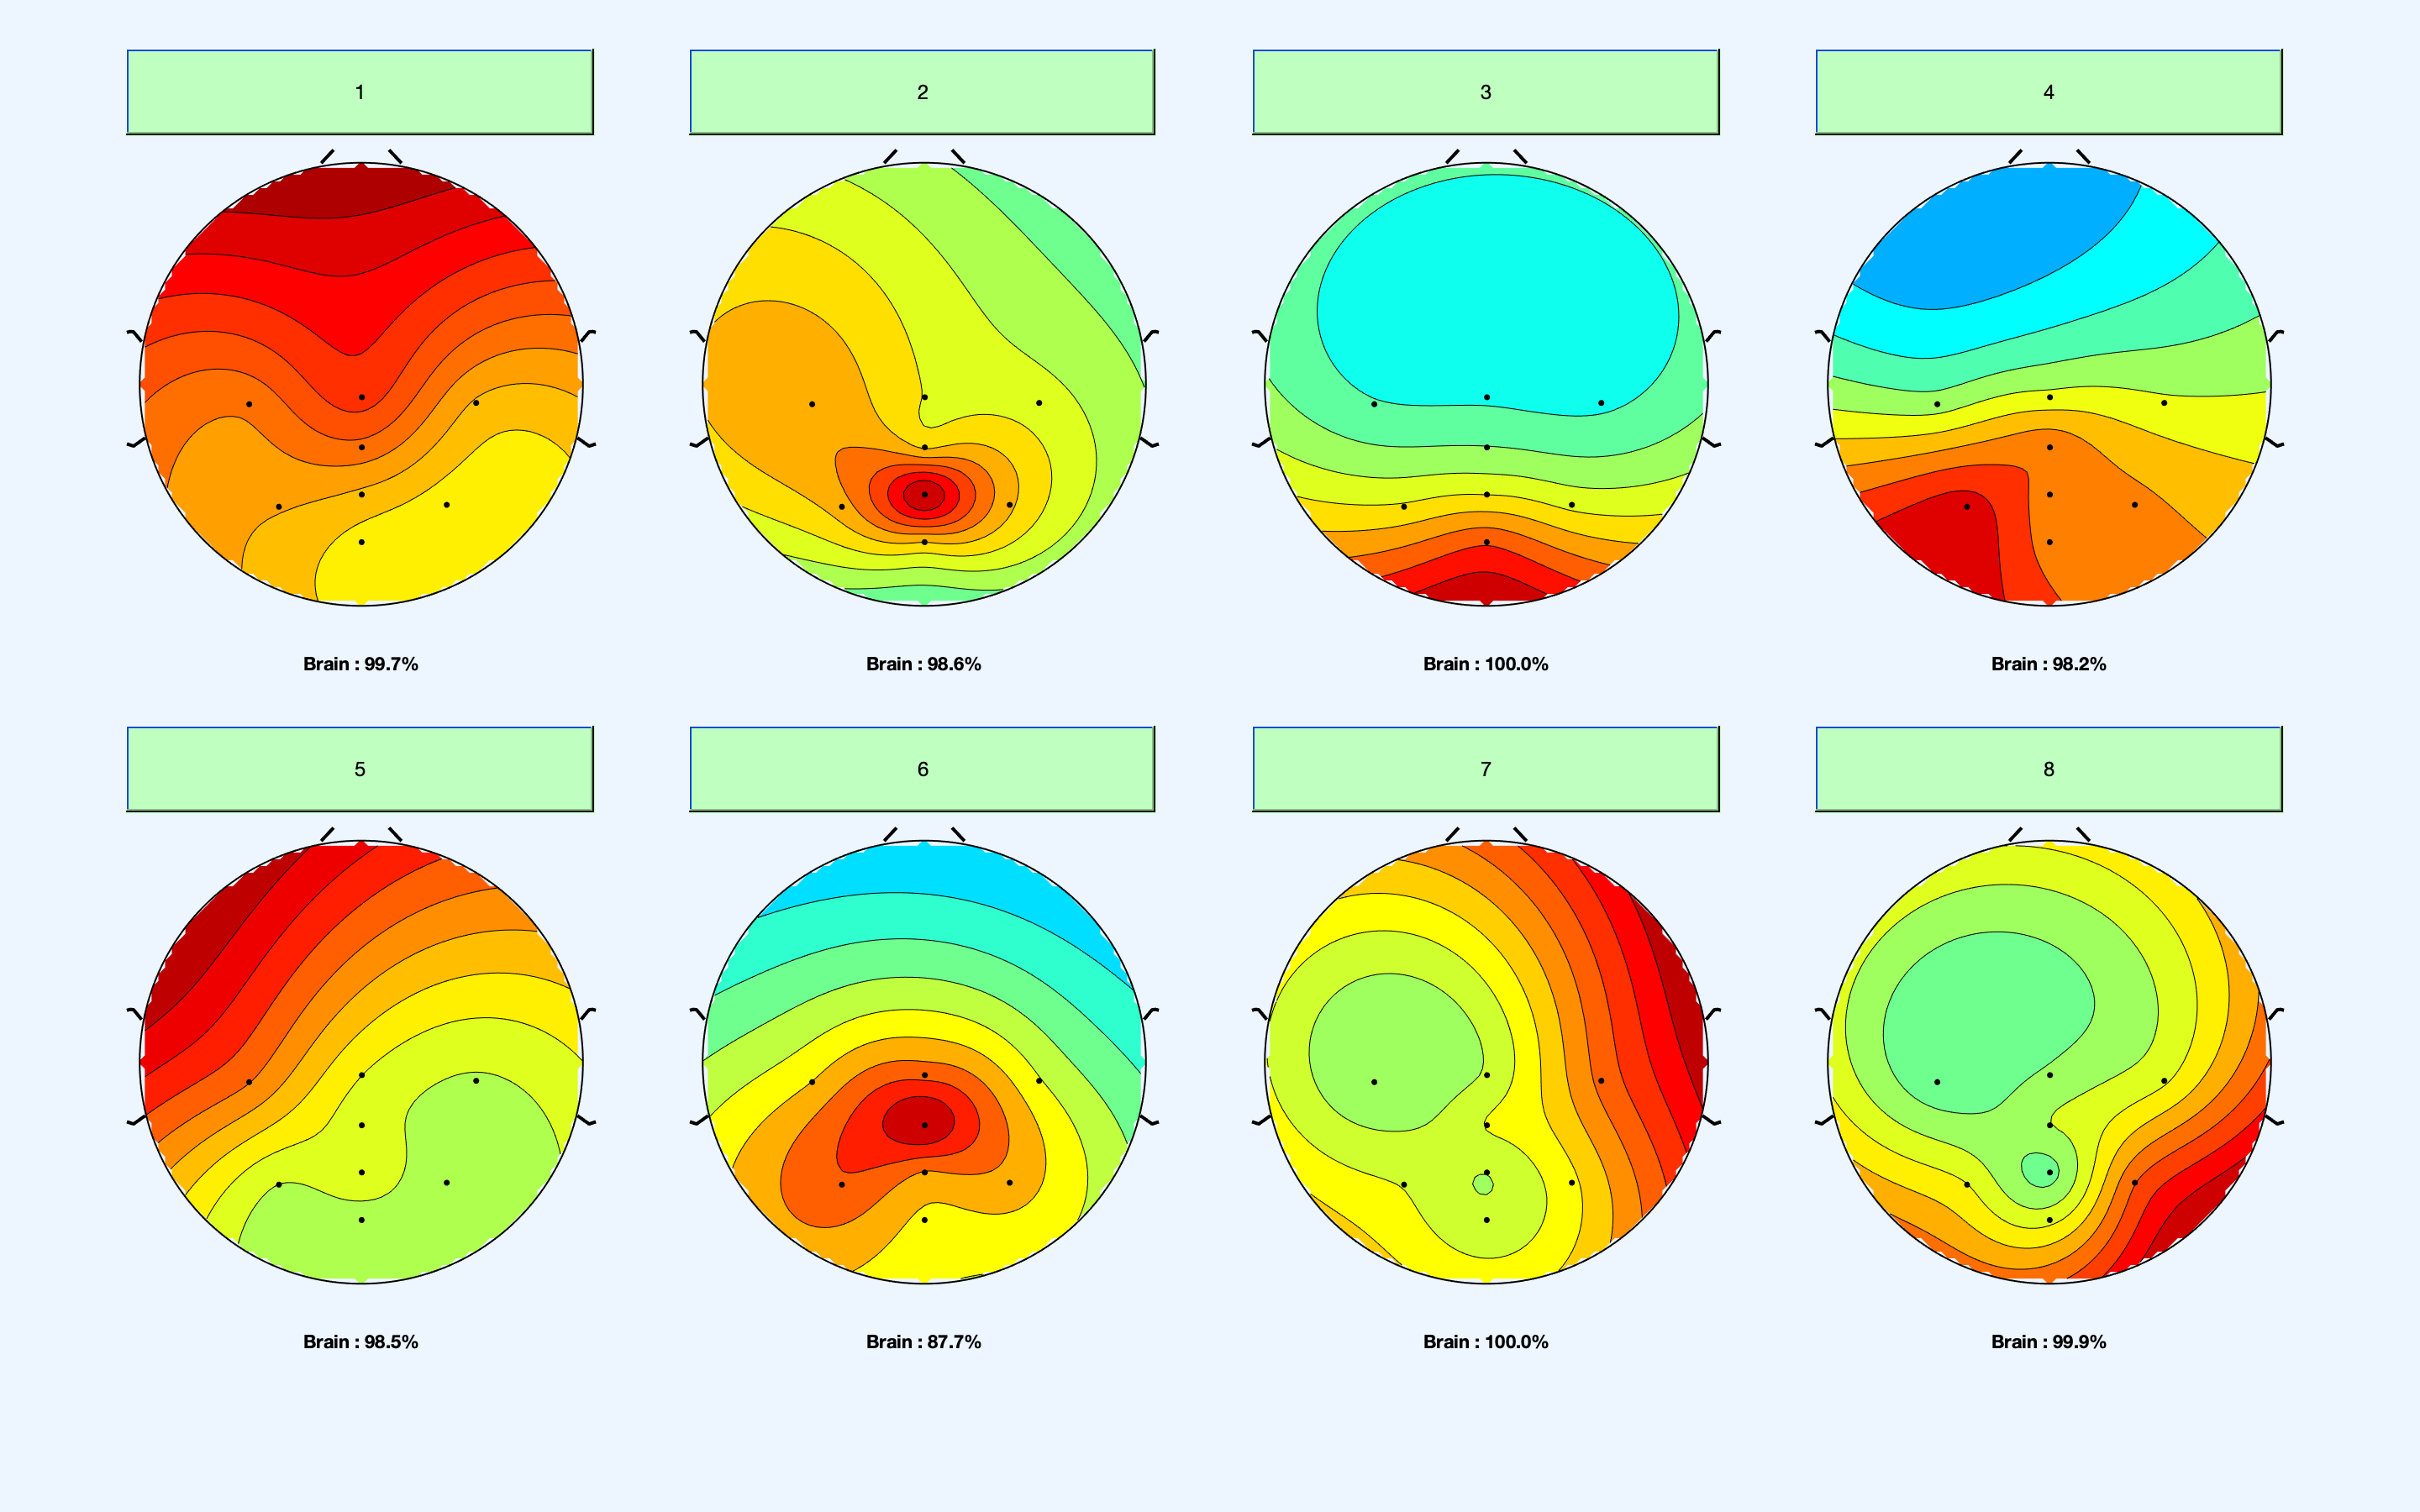 1
2
3
4
Brain : 99.7%
Brain : 98.6%
Brain : 100.0%
Brain : 98.2%
5
6
7
8
Brain : 98.5%
Brain : 87.7%
Brain : 100.0%
Brain : 99.9%